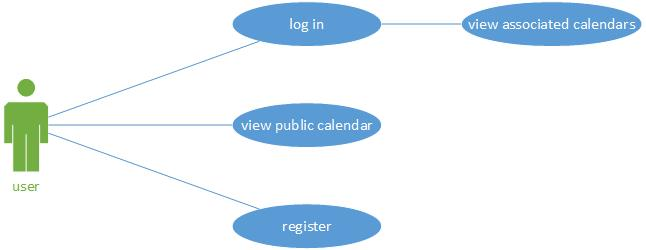 log in
view associated calendars
view public calendar
user
register